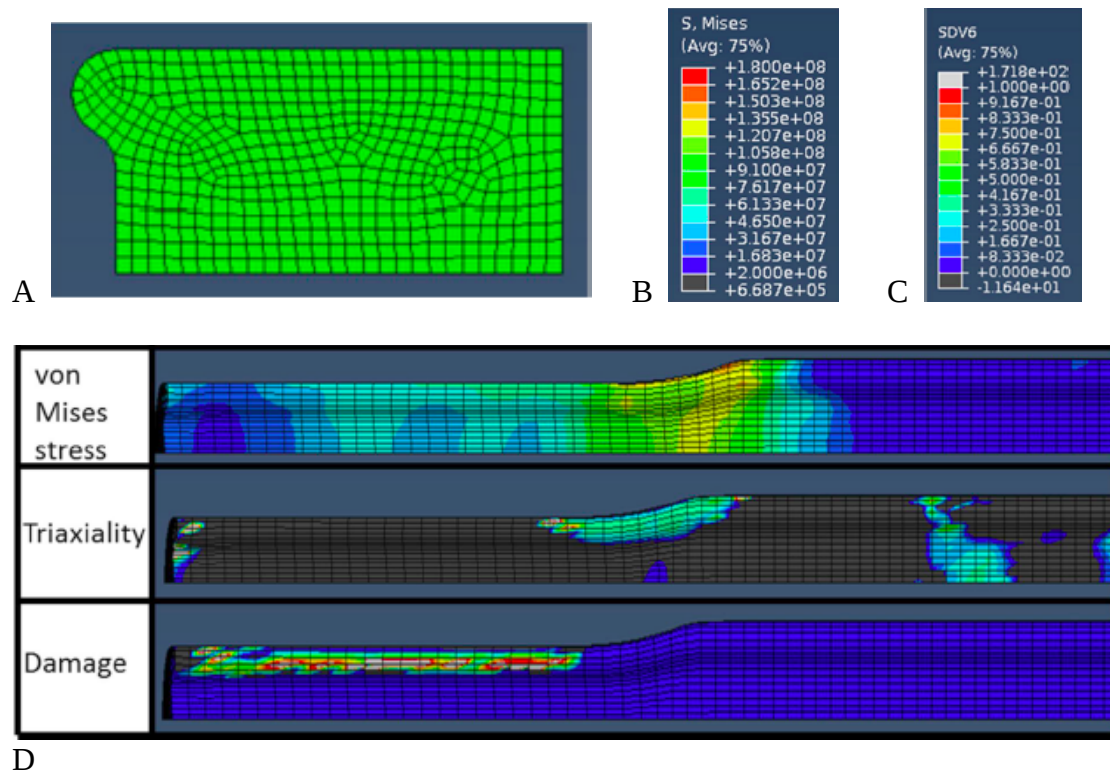 A
B
S, Mises
(Avg: 75%)
+1.800e+08
+1.652e+08
+1.503e+08
+1.355e+08
+1.207e+08
+1.058e+08
+9.100e+07
+7.617e+07
+6.133e+07
+4.650e+07
+3.167e+07
+1.683e+07
+2.000e+06
+6.687e+05
C
SDV6
(Avg: 75%)
+1.718e+02
+1.000e+00
+9.167e-01
+8.333e-01
+7.500e-01
+6.667e-01
+5.833e-01
+5.000e-01
+4.167e-01
+3.333e-01
+2.500e-01
+1.667e-01
+8.333e-02
+0.000e+00
-1.164e+01
von
Mises
stress
Triaxiality
Damage
D